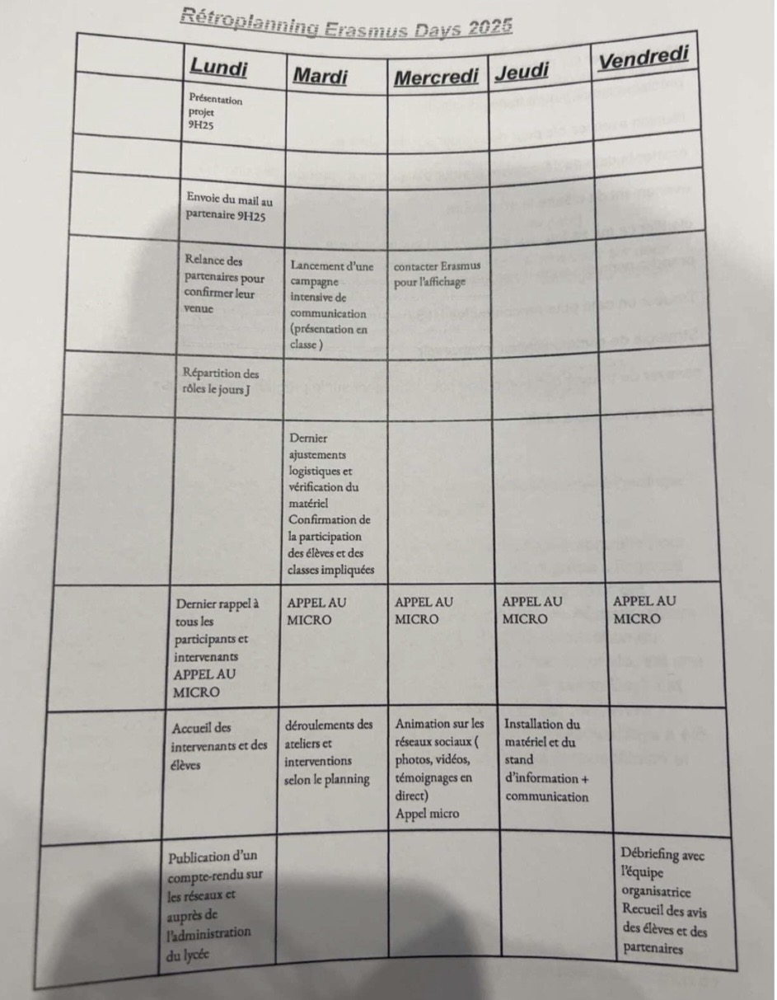 Rétroplanning Erasmus Days 2025
Lundi
Mardi
Mercredi
Jeudi
Vendredi
Présentation
projet
9H25
Envoie du mail au
partenaire 9H25
Relance des
partenaires pour
confirmer leur
venue
Lancement d'une
campagne
intensive de
communication
(présentation en
classe )
contacter Erasmus
pour l'affichage
Répartition des
rôles le jours J
Dernier
ajustements
logistiques et
vérification du
matériel
Confirmation de
la participation
des élèves et des
classes impliquées
Dernier rappel à
tous les
participants et
intervenants
APPEL AU
MICRO
APPEL AU
MICRO
APPEL AU
MICRO
APPEL AU
MICRO
APPEL AU
MICRO
Accueil des
intervenants et des
élèves
déroulements des
ateliers et
interventions
selon le planning
Animation sur les
réseaux sociaux (
photos, vidéos,
témoignages en
direct)
Appel micro
Installation du
matériel et du
stand
d'information +
communication
Publication d'un
compte-rendu sur
les réseaux et
auprès de
l'administration
du lycée
Débriefing avec
l'équipe
organisatrice
Recueil des avis
des élèves et des
partenaires